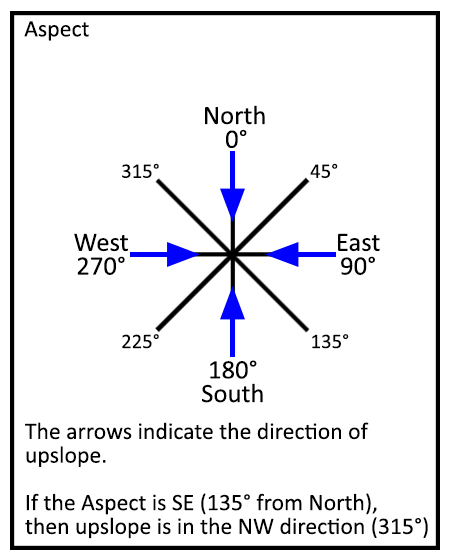 Aspect
North
0°
315°
45°
West
270°
East
90°
225°
135°
180°
South
The arrows indicate the direction of
upslope.
If the Aspect is SE (135° from North),
then upslope is in the NW direction (315°)